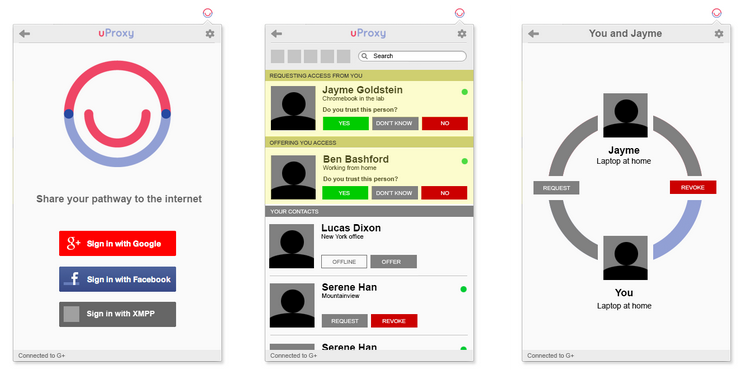 uProxy
Share your pathway to the internet
g+ Sign in with Google
f Sign in with Facebook
Sign in with XMPP
Connected to G+
uProxy
Search
REQUESTING ACCESS FROM YOU
Jayme Goldstein
Chromebook in the lab
Do you trust this person?
YES DON'T KNOW NO
OFFERING YOU ACCESS
Ben Bashford
Working from home
Do you trust this person?
YES DON'T KNOW NO
YOUR CONTACTS
Lucas Dixon
New York office
OFFLINE OFFER
Serene Han
Mountainview
REQUEST REVOKE
Serene Han
Connected to G+
You and Jayme
Jayme
Laptop at home
REQUEST REVOKE
You
Laptop at home
Connected to G+